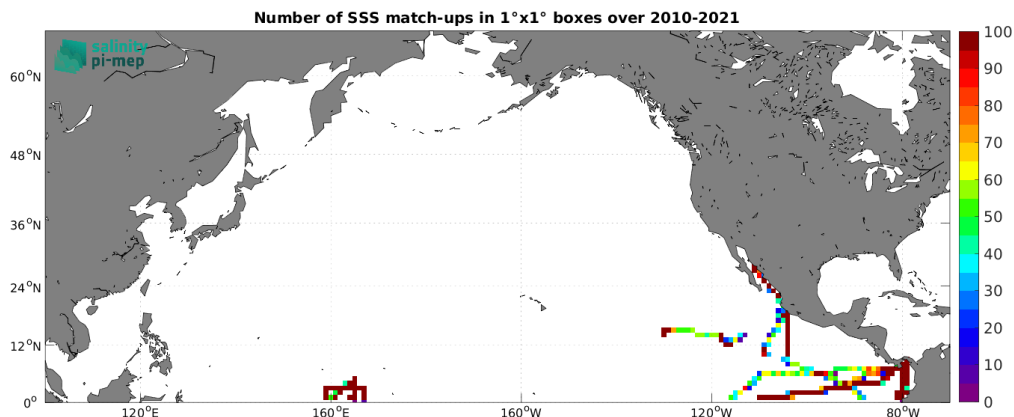 Number of SSS match-ups in 1°x1° boxes over 2010-2021
salinity
pi-mep
60°N
48°N
36°N
24°N
12°N
0°
120°E
160°E
160°W
120°W
80°W
100
90
80
70
60
50
40
30
20
10
0